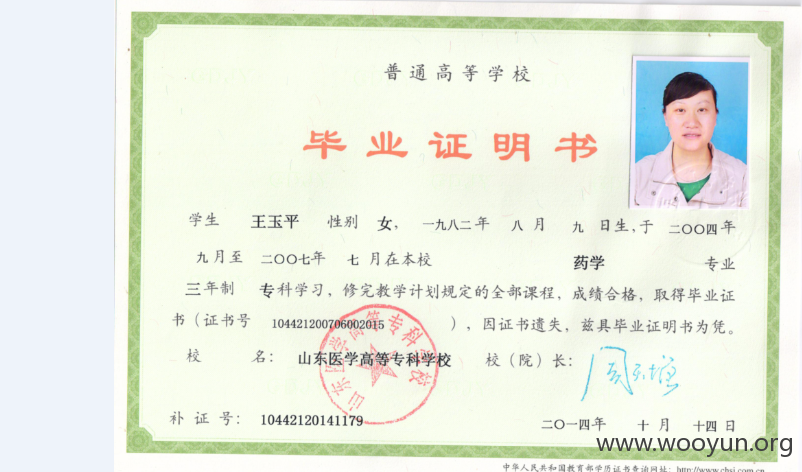 普通高等学校
毕业证明书
学生 王玉平 性别 女, 一九八二年 八 月 九 日生,于 二〇〇四年
九月至 二〇〇七年 七 月在本校 药学 专业
三年制 专科学习，修完教学计划规定的全部课程，成绩合格，取得毕业证
书（证书号 104421200706002015 ），因证书遗失，兹具毕业证明书为凭。
校 名： 山东医学高等专科学校 校（院）长：
山东医学高等专科学校
补 证 号： 10442120141179 二〇一四年 十 月 十四 日
www.wooyun.org
中华人民共和国教育部学历证书查询网址：http://www.chsi.com.cn